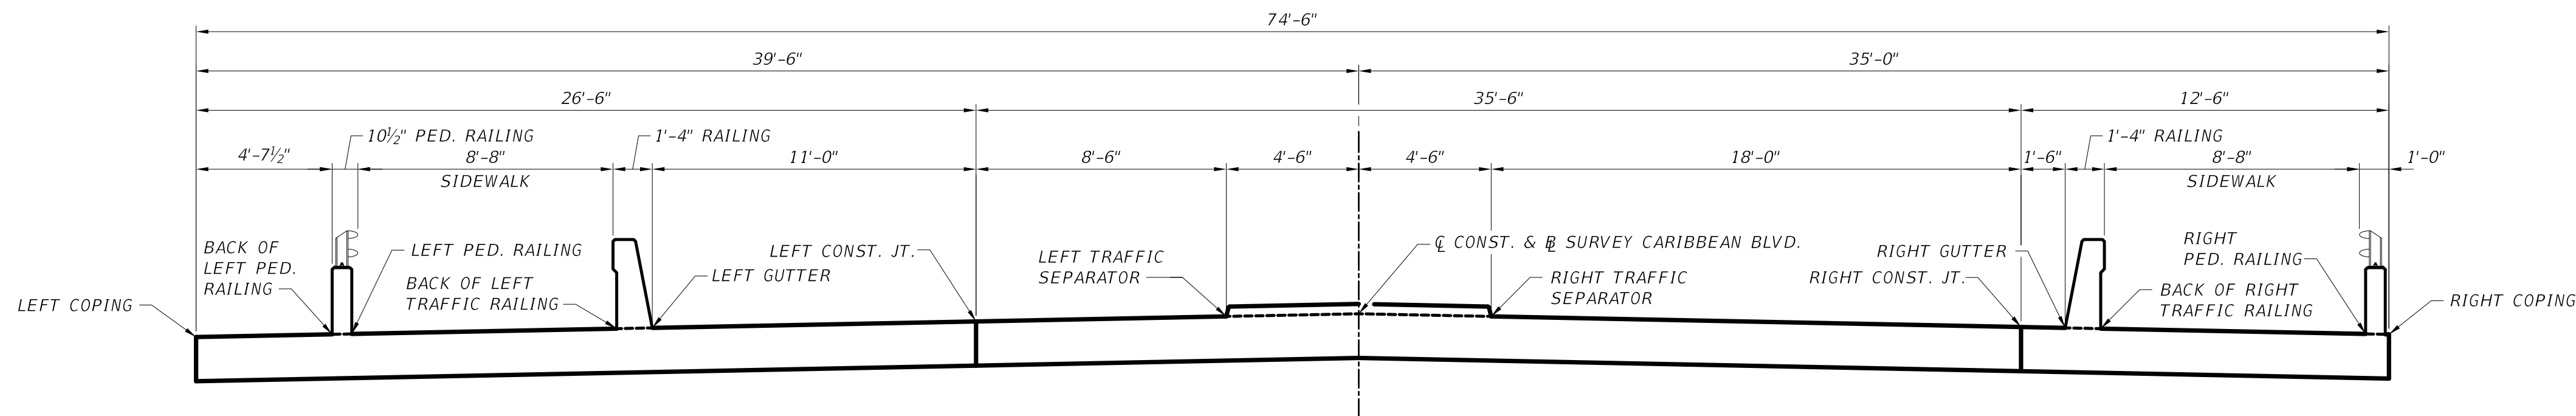 74'-6"
39'-6" 35'-0"
26'-6" 35'-6" 12'-6"
10½" PED. RAILING 1'-4" RAILING 1'-4" RAILING
4'-7½" 8'-8" 11'-0" 8'-6" 4'-6" 4'-6" 18'-0" 1'-6" 8'-8" 1'-0"
SIDEWALK SIDEWALK
BACK OF
LEFT PED.
RAILING
LEFT COPING
LEFT PED. RAILING
BACK OF LEFT
TRAFFIC RAILING
LEFT GUTTER
LEFT CONST. JT.
LEFT TRAFFIC
SEPARATOR
℄ CONST. & B̲L̲ SURVEY CARIBBEAN BLVD.
RIGHT TRAFFIC
SEPARATOR
RIGHT GUTTER
RIGHT CONST. JT.
BACK OF RIGHT
TRAFFIC RAILING
RIGHT
PED. RAILING
RIGHT COPING